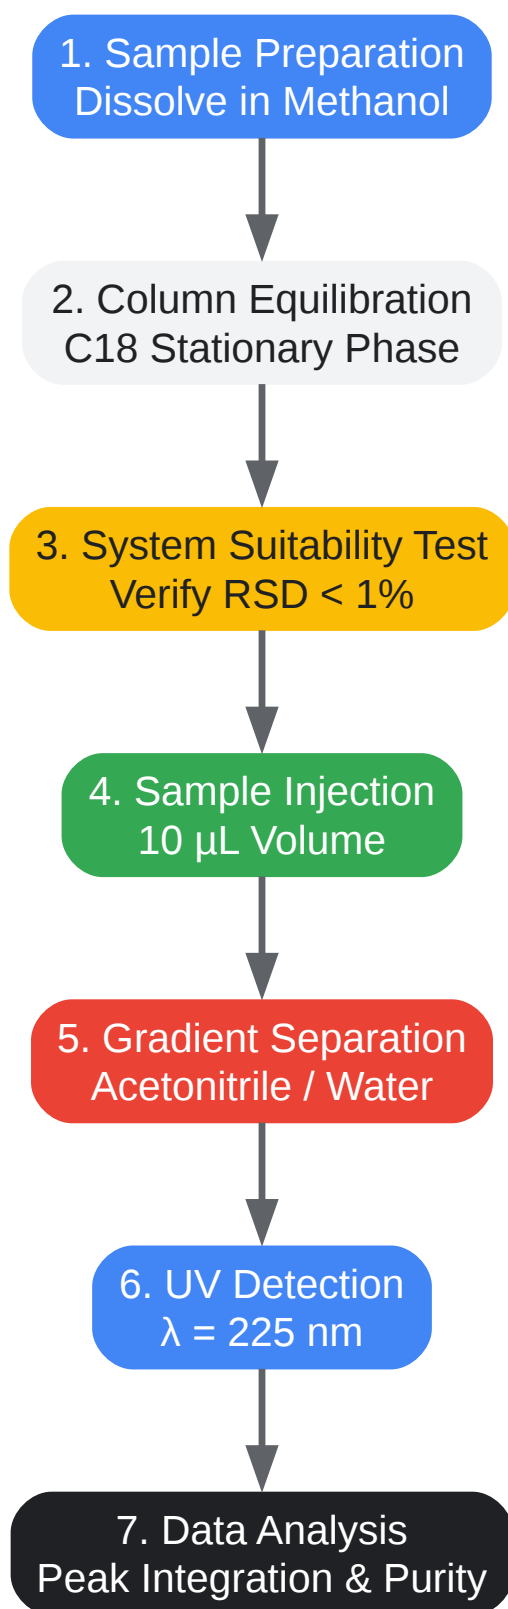 1. Sample Preparation
Dissolve in Methanol
2. Column Equilibration
C18 Stationary Phase
3. System Suitability Test
Verify RSD < 1%
4. Sample Injection
10 µL Volume
5. Gradient Separation
Acetonitrile / Water
6. UV Detection
λ = 225 nm
7. Data Analysis
Peak Integration & Purity